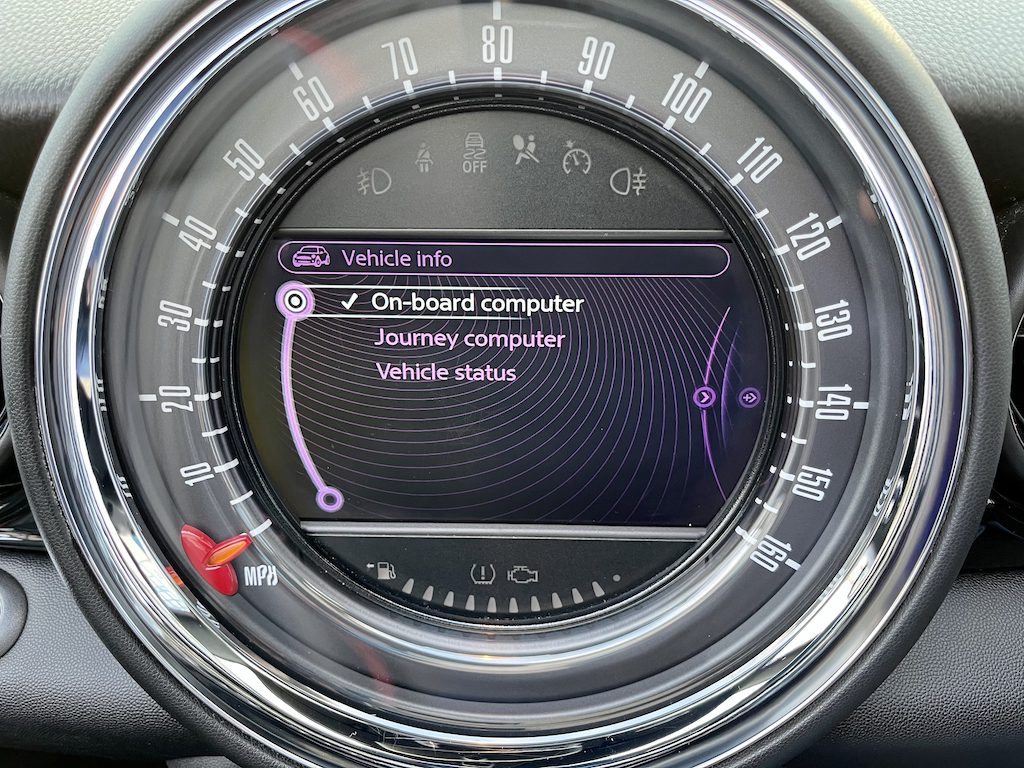 10
20
30
40
50
60
70
80
90
100
110
120
130
140
150
160
MPH
OFF
Vehicle info
On-board computer
Journey computer
Vehicle status